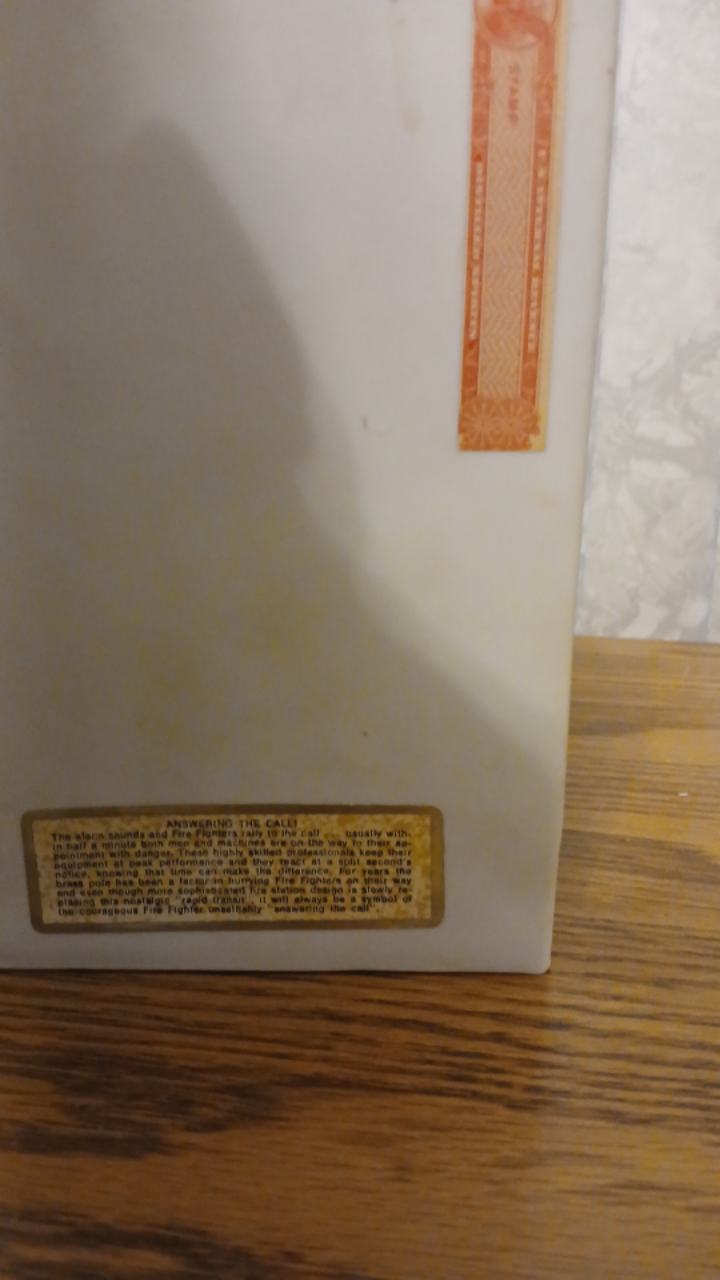 STAMP
U.S. INTERNAL REVENUE
DISTILLED SPIRITS
ANSWERING THE CALL!
The alarm sounds and Fire Fighters rally to the call ... usually with-
in half a minute both men and machines are on the way to their ap-
pointment with danger. These highly skilled professionals keep their
equipment at peak performance and they react at a split second's
notice, knowing that time can make the difference. For years the
brass pole has been a factor in hurrying Fire Fighters on their way
and even though more sophisticated fire station design is slowly re-
placing this nostalgic "rapid transit", it will always be a symbol of
the courageous Fire Fighter unselfishly "answering the call".